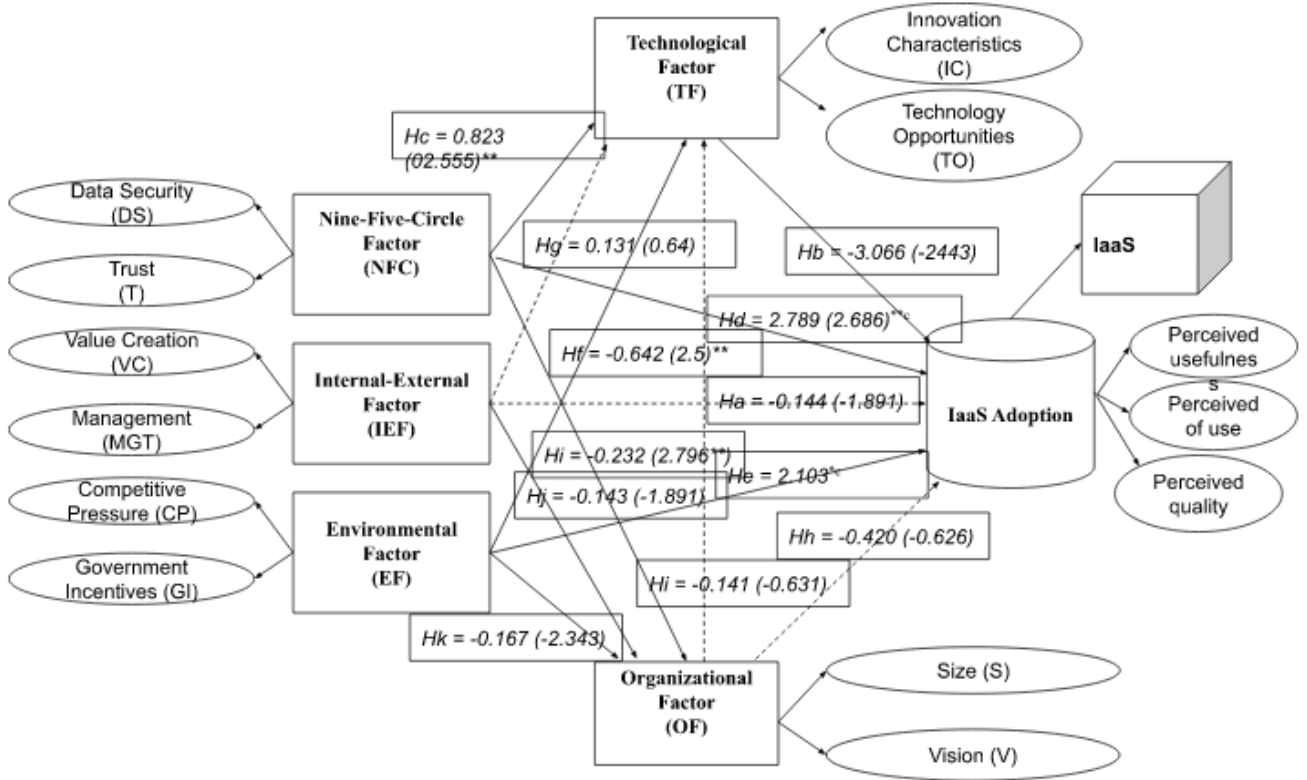 Technological
Factor
(TF)
Innovation
Characteristics
(IC)
Technology
Opportunities
(TO)
Hc = 0.823
(02.555)**
Data Security
(DS)
Nine-Five-Circle
Factor
(NFC)
Trust
(T)
Hg = 0.131 (0.64)
Hb = -3.066 (-2443)
IaaS
Hd = 2.789 (2.686)**
Value Creation
(VC)
Hf = -0.642 (2.5)**
Perceived
usefulnes
s
Internal-External
Factor
(IEF)
Ha = -0.144 (-1.891)
IaaS Adoption
Perceived
of use
Management
(MGT)
Hi = -0.232 (2.796**)
He = 2.103
Hj = -0.143 (-1.891)
Perceived
quality
Competitive
Pressure (CP)
Environmental
Factor
(EF)
Hh = -0.420 (-0.626)
Government
Incentives (GI)
Hi = -0.141 (-0.631)
Hk = -0.167 (-2.343)
Organizational
Factor
(OF)
Size (S)
Vision (V)